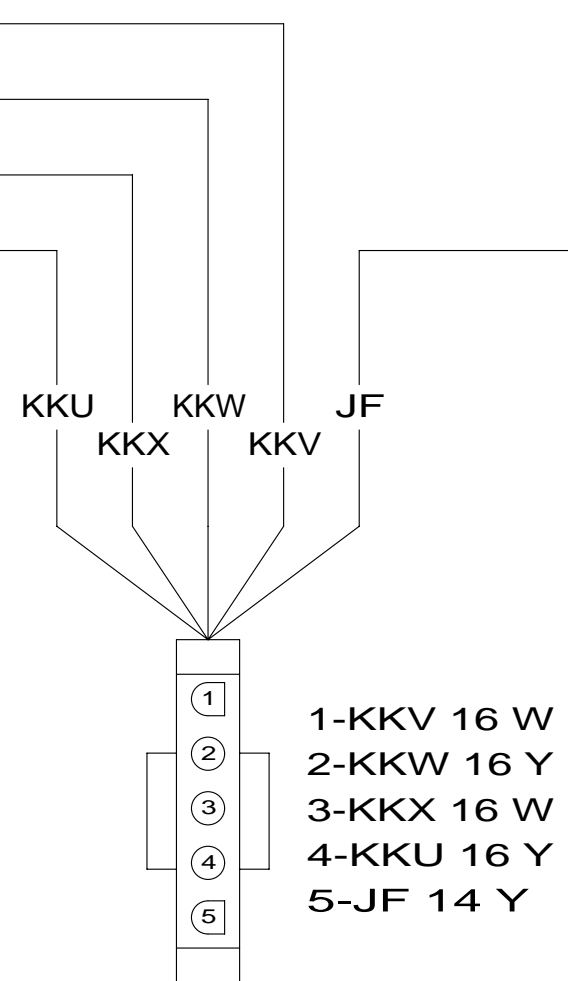 KKU KKW JF
KKX KKV
1
2
3
4
5
1-KKV 16 W
2-KKW 16 Y
3-KKX 16 W
4-KKU 16 Y
5-JF 14 Y